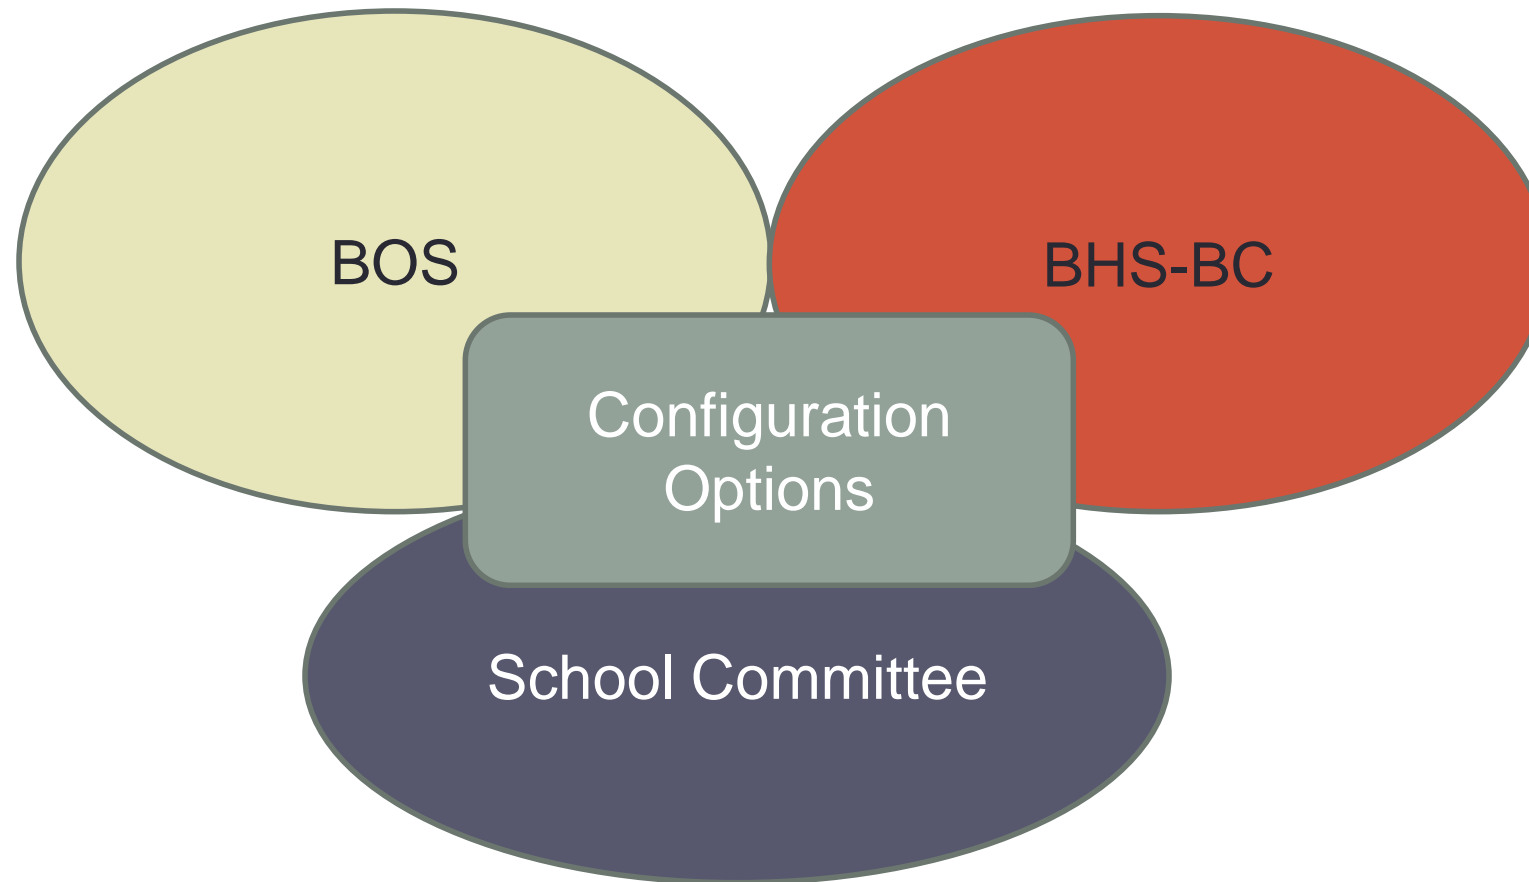 BOS
BHS-BC
Configuration
Options
School Committee